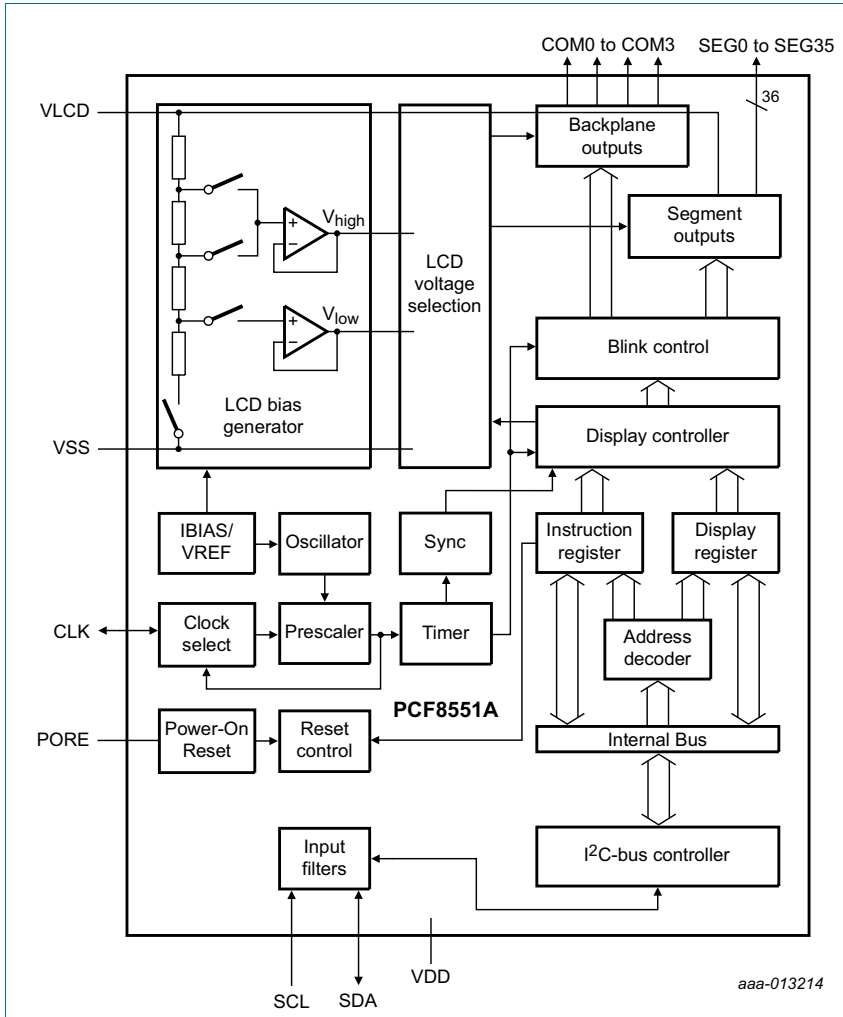 COM0 to COM3
SEG0 to SEG35
36
VLCD
Backplane
outputs
Vhigh
Segment
outputs
LCD
voltage
selection
Vlow
Blink control
LCD bias
generator
VSS
Display controller
IBIAS/
VREF
Oscillator
Sync
Instruction
register
Display
register
CLK
Clock
select
Prescaler
Timer
Address
decoder
PCF8551A
PORE
Power-On
Reset
Reset
control
Internal Bus
Input
filters
I2C-bus controller
VDD
SCL
SDA
aaa-013214